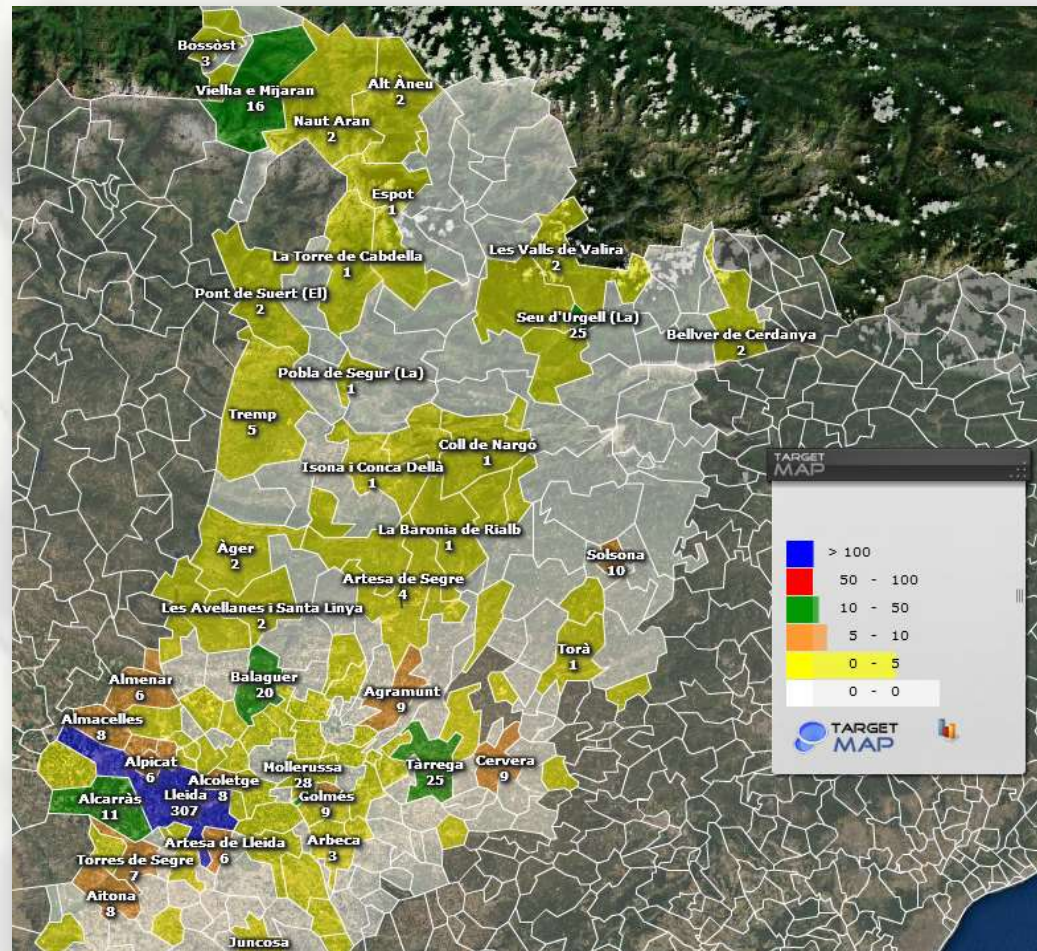 Bossòst
3
Vielha e Mijaran
16
Alt Àneu
2
Naut Aran
2
Espot
1
La Torre de Cabdella
1
Les Valls de Valira
2
Pont de Suert (El)
2
Seu d'Urgell (La)
25
Bellver de Cerdanya
2
Pobla de Segur (La)
1
Tremp
5
Coll de Nargó
1
Isona i Conca Dellà
1
La Baronia de Rialb
1
Àger
2
Solsona
10
Artesa de Segre
4
Les Avellanes i Santa Linya
2
Torà
1
Almenar
6
Balaguer
20
Agramunt
9
Almacelles
8
Alpicat
6
Alcoletge
8
Mollerussa
28
Tàrrega
25
Cervera
9
Lleida
307
Golmés
9
Alcarràs
11
Artesa de Lleida
6
Arbeca
3
Torres de Segre
7
Aitona
8
Juncosa
TARGET
MAP
> 100
50 - 100
10 - 50
5 - 10
0 - 5
0 - 0
TARGET
MAP